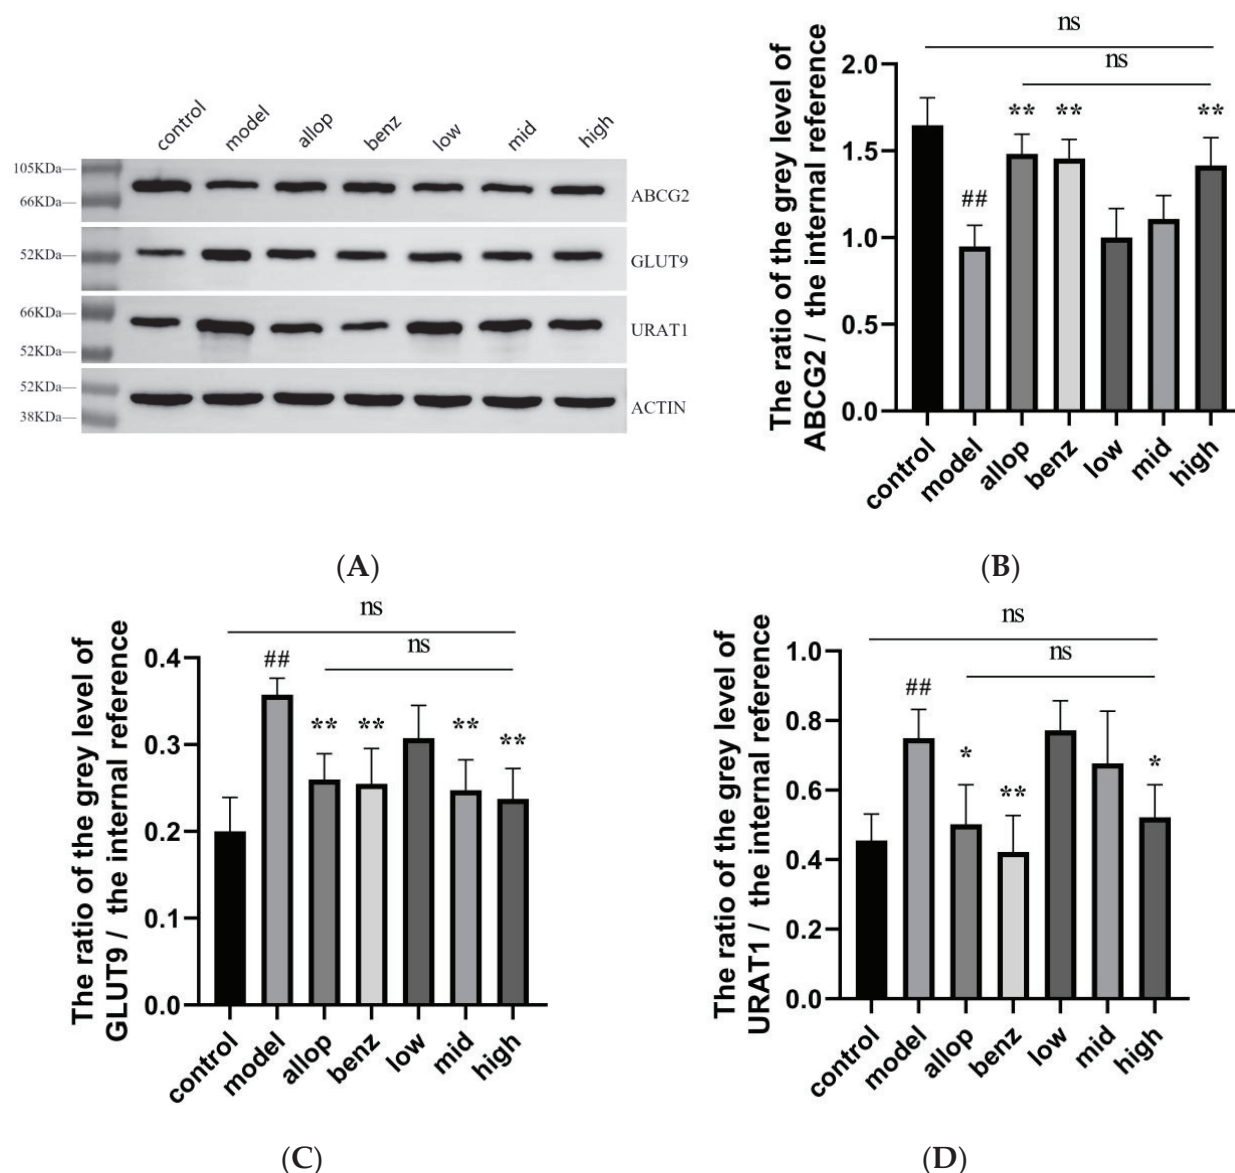 control model allop benz low mid high
105KDa
66KDa
ABCG2
52KDa
GLUT9
66KDa
52KDa
URAT1
52KDa
38KDa
ACTIN
(A)
The ratio of the grey level of
ABCG2 / the internal reference
ns
ns
2.0
1.5
1.0
0.5
0.0
##
**
**
**
control model allop benz low mid high
(B)
The ratio of the grey level of
GLUT9 / the internal reference
ns
ns
0.4
0.3
0.2
0.1
0.0
##
**
**
**
**
control model allop benz low mid high
(C)
The ratio of the grey level of
URAT1 / the internal reference
ns
ns
1.0
0.8
0.6
0.4
0.2
0.0
##
*
**
*
control model allop benz low mid high
(D)